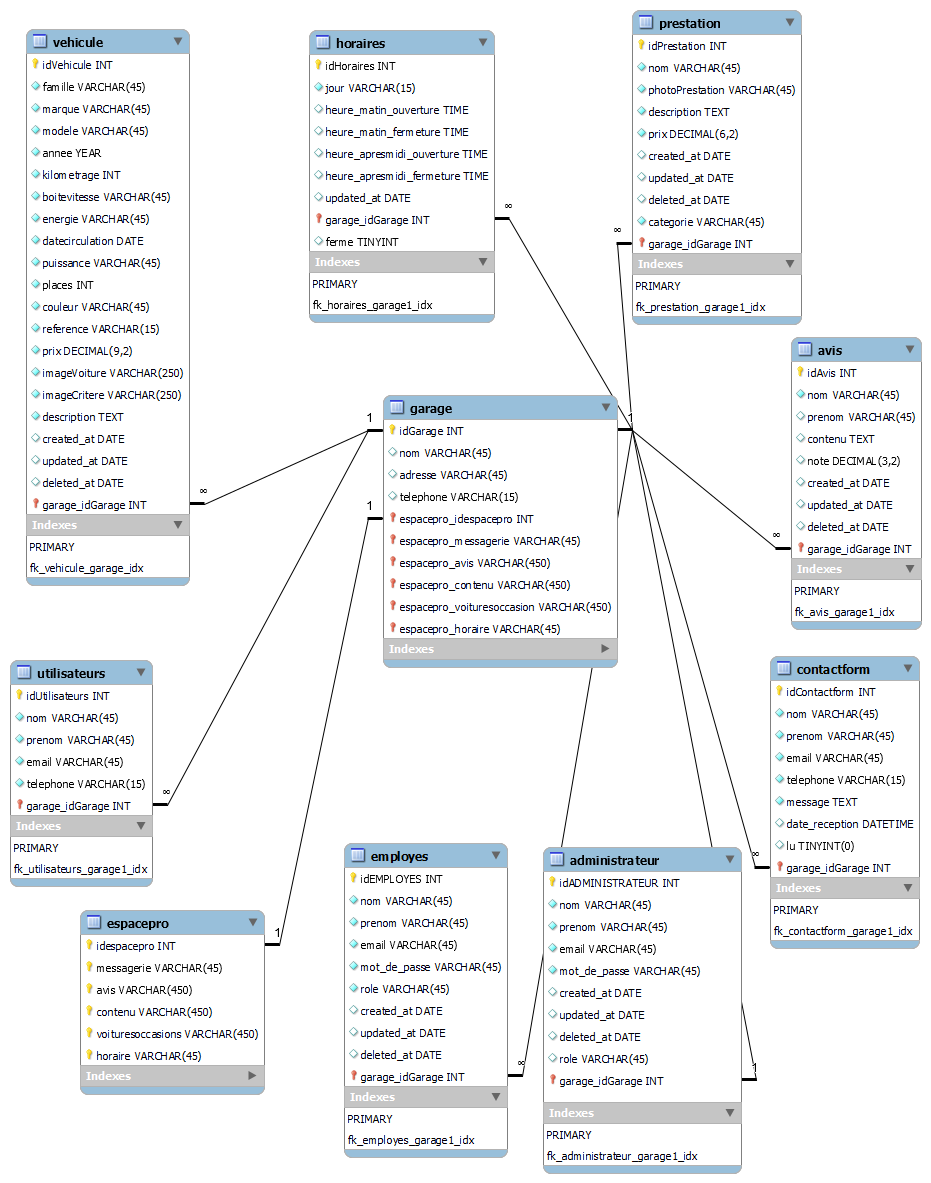 vehicule
idVehicule INT
famille VARCHAR(45)
marque VARCHAR(45)
modele VARCHAR(45)
annee YEAR
kilometrage INT
boitevitesse VARCHAR(45)
energie VARCHAR(45)
datecirculation DATE
puissance VARCHAR(45)
places INT
couleur VARCHAR(45)
reference VARCHAR(15)
prix DECIMAL(9,2)
imageVoiture VARCHAR(250)
imageCritere VARCHAR(250)
description TEXT
created_at DATE
updated_at DATE
deleted_at DATE
garage_idGarage INT
Indexes
PRIMARY
fk_vehicule_garage_idx
horaires
idHoraires INT
jour VARCHAR(15)
heure_matin_ouverture TIME
heure_matin_fermeture TIME
heure_apresmidi_ouverture TIME
heure_apresmidi_fermeture TIME
updated_at DATE
garage_idGarage INT
ferme TINYINT
Indexes
PRIMARY
fk_horaires_garage1_idx
prestation
idPrestation INT
nom VARCHAR(45)
photoPrestation VARCHAR(45)
description TEXT
prix DECIMAL(6,2)
created_at DATE
updated_at DATE
deleted_at DATE
categorie VARCHAR(45)
garage_idGarage INT
Indexes
PRIMARY
fk_prestation_garage1_idx
avis
idAvis INT
nom VARCHAR(45)
prenom VARCHAR(45)
contenu TEXT
note DECIMAL(3,2)
created_at DATE
updated_at DATE
deleted_at DATE
garage_idGarage INT
Indexes
PRIMARY
fk_avis_garage1_idx
garage
idGarage INT
nom VARCHAR(45)
adresse VARCHAR(45)
telephone VARCHAR(15)
espacepro_idespacepro INT
espacepro_messagerie VARCHAR(45)
espacepro_avis VARCHAR(450)
espacepro_contenu VARCHAR(450)
espacepro_voituresoccasion VARCHAR(450)
espacepro_horaire VARCHAR(45)
Indexes
∞
∞
∞
1
1
∞
1
∞
∞
1
∞
∞
1
utilisateurs
idUtilisateurs INT
nom VARCHAR(45)
prenom VARCHAR(45)
email VARCHAR(45)
telephone VARCHAR(15)
garage_idGarage INT
Indexes
PRIMARY
fk_utilisateurs_garage1_idx
contactform
idContactform INT
nom VARCHAR(45)
prenom VARCHAR(45)
email VARCHAR(45)
telephone VARCHAR(15)
message TEXT
date_reception DATETIME
lu TINYINT(0)
garage_idGarage INT
Indexes
PRIMARY
fk_contactform_garage1_idx
espacepro
idespacepro INT
messagerie VARCHAR(45)
avis VARCHAR(450)
contenu VARCHAR(450)
voituresoccasions VARCHAR(450)
horaire VARCHAR(45)
Indexes
employes
idEMPLOYES INT
nom VARCHAR(45)
prenom VARCHAR(45)
email VARCHAR(45)
mot_de_passe VARCHAR(45)
role VARCHAR(45)
created_at DATE
updated_at DATE
deleted_at DATE
garage_idGarage INT
Indexes
PRIMARY
fk_employes_garage1_idx
administrateur
idADMINISTRATEUR INT
nom VARCHAR(45)
prenom VARCHAR(45)
email VARCHAR(45)
mot_de_passe VARCHAR(45)
created_at DATE
updated_at DATE
deleted_at DATE
role VARCHAR(45)
garage_idGarage INT
Indexes
PRIMARY
fk_administrateur_garage1_idx